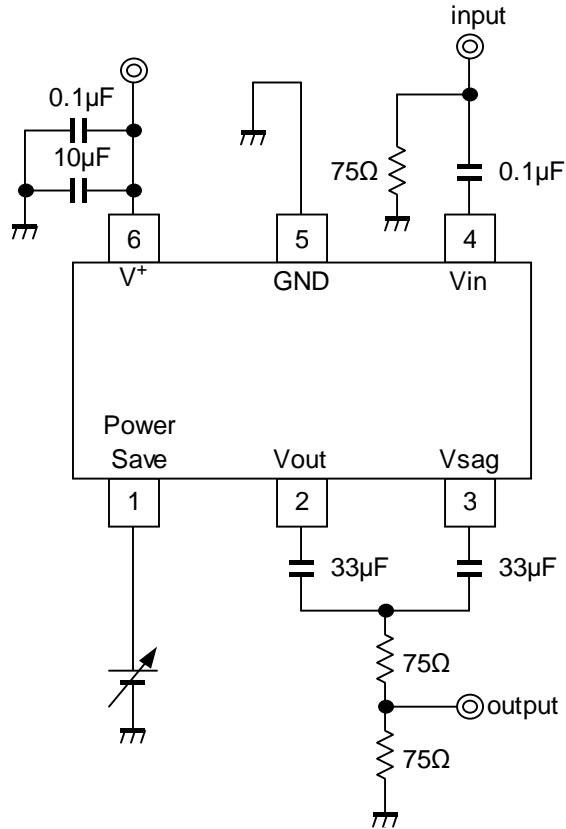 input
0.1µF
10µF
75Ω
0.1µF
6
5
4
V+
GND
Vin
Power
Save
Vout
Vsag
1
2
3
33µF
33µF
75Ω
output
75Ω